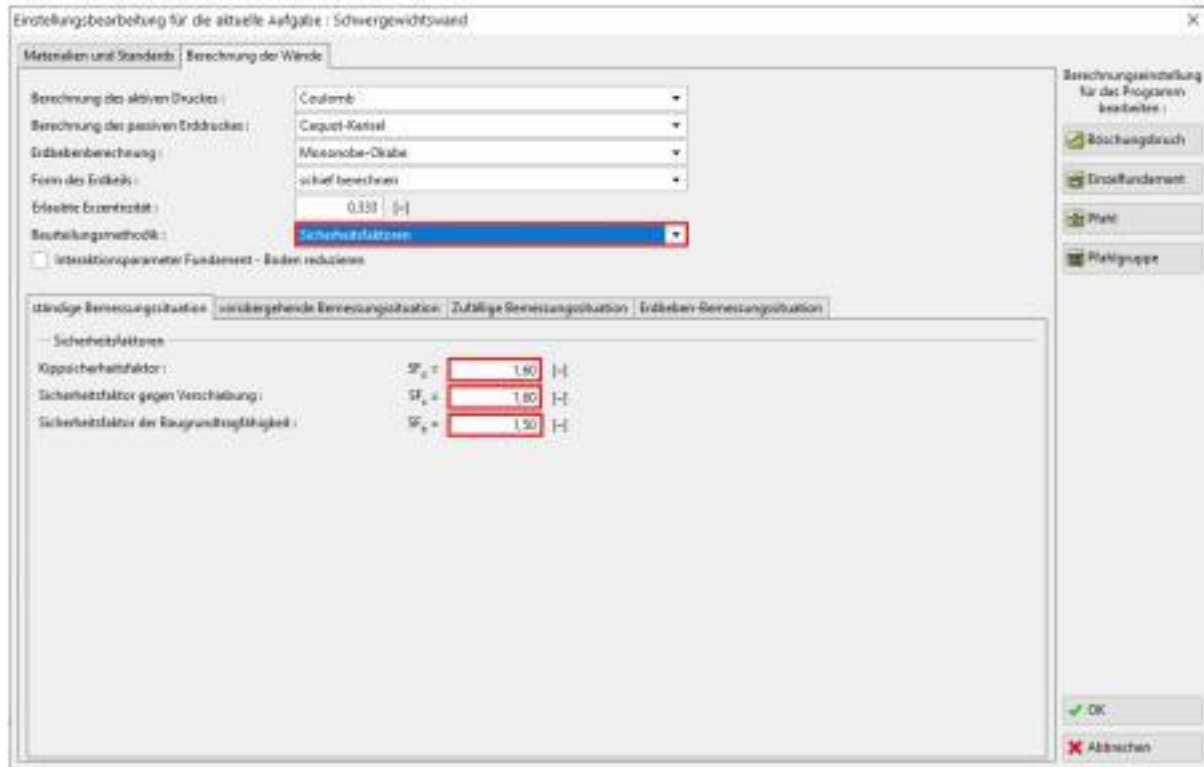 Einstellungsbearbeitung für die aktuelle Aufgabe : Schwergewichtswand
Materialien und Standards
Berechnung der Wände
Berechnung des aktiven Druckes :
Coulomb
Berechnung des passiven Erddruckes :
Caquot-Kerisel
Erdbebenberechnung :
Mononobe-Okabe
Form des Erdkeils :
schief berechnen
Erlaubte Exzentrizität :
0,333 [–]
Beurteilungsmethodik :
Sicherheitsfaktoren
Interaktionsparameter Fundament - Boden reduzieren
ständige Bemessungssituation
vorübergehende Bemessungssituation
Zufällige Bemessungssituation
Erdbeben-Bemessungssituation
Sicherheitsfaktoren
Kippsicherheitsfaktor :
SFo =
1,60 [–]
Sicherheitsfaktor gegen Verschiebung :
SFs =
1,60 [–]
Sicherheitsfaktor der Baugrundtragfähigkeit :
1,50 [–]
Berechnungseinstellung
für das Programm
bearbeiten :
Böschungsbruch
Einzelfundament
Pfahl
Pfahlgruppe
OK
Abbrechen